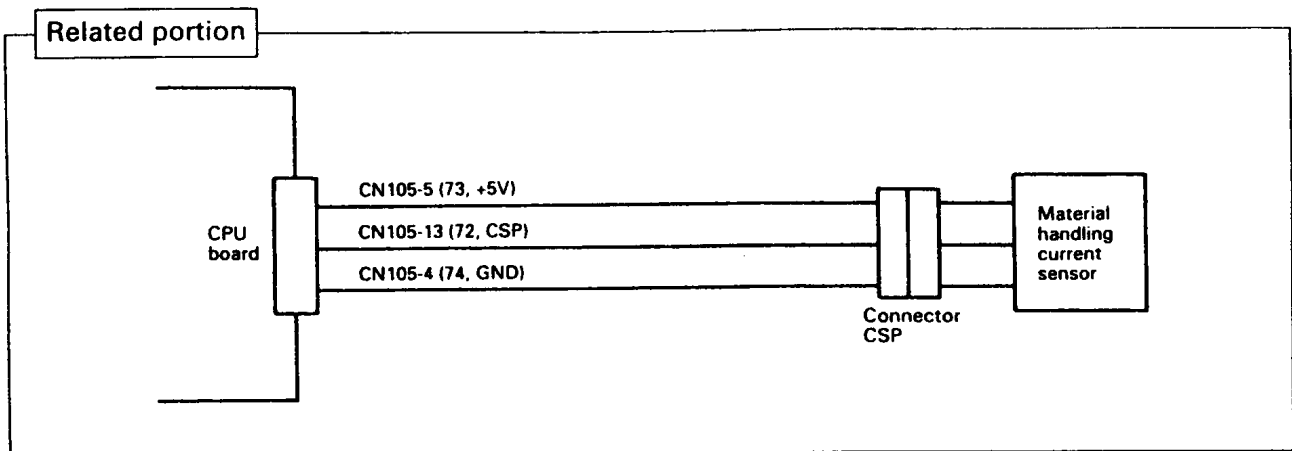 Related portion
CN105-5 (73, +5V)
CN105-13 (72, CSP)
CN105-4 (74, GND)
CPU
board
Material
handling
current
sensor
Connector
CSP